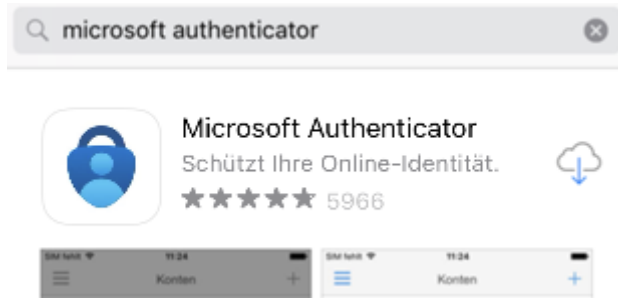 microsoft authenticator
Microsoft Authenticator
Schützt Ihre Online-Identität.
5966
11:24 11:24
Konten Konten